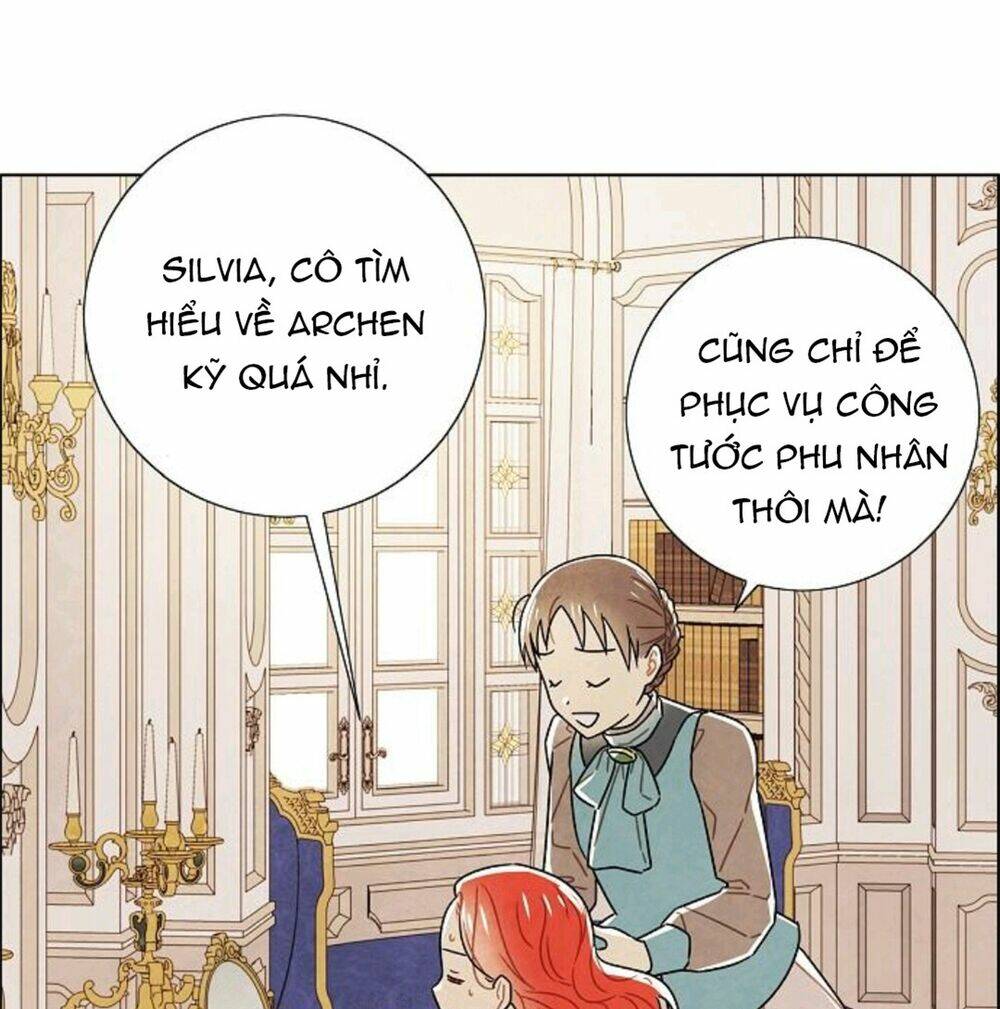 SILVIA, CÔ TÌM
HIỂU VỀ ARCHEN
KỸ QUÁ NHỈ.
CŨNG CHỈ ĐỂ
PHỤC VỤ CÔNG
TƯỚC PHU NHÂN
THÔI MÀ!